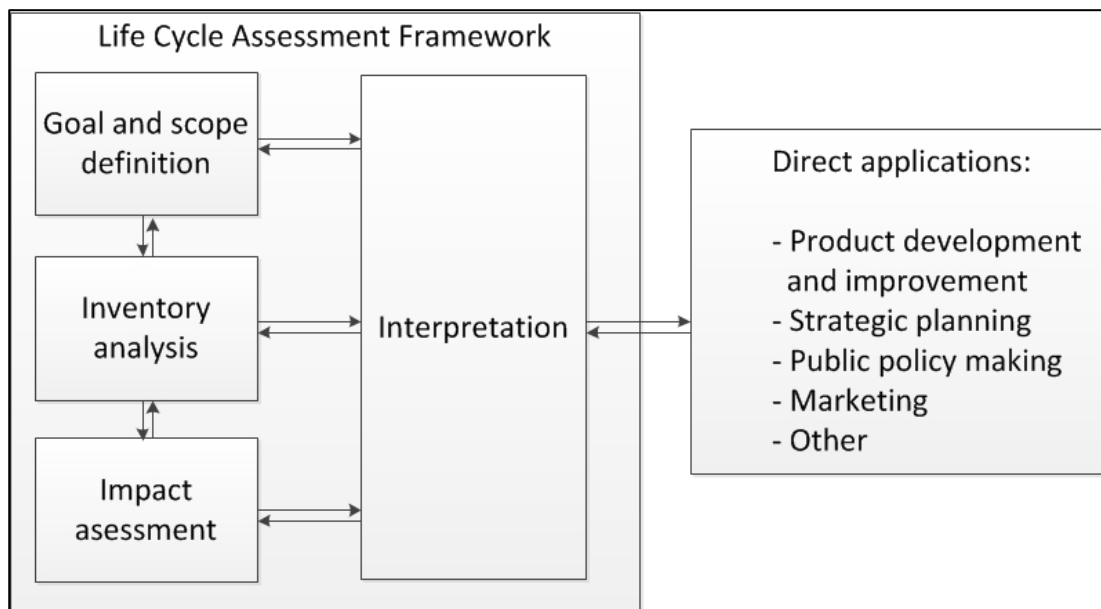 Life Cycle Assessment Framework
Goal and scope
definition
Inventory
analysis
Impact
asessment
Interpretation
Direct applications:
- Product development
and improvement
- Strategic planning
- Public policy making
- Marketing
- Other